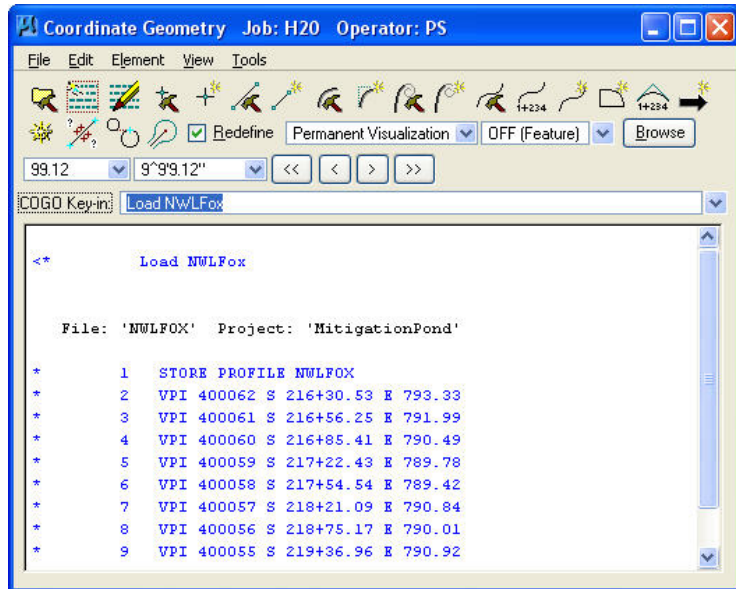 Coordinate Geometry Job: H20 Operator: PS
File Edit Element View Tools
1+234 1+234
Redefine Permanent Visualization OFF (Feature) Browse
99.12 9^9'9.12" << < > >>
COGO Key-in: Load NWLFox
<* Load NWLFox
File: 'NWLFOX' Project: 'MitigationPond'
* 1 STORE PROFILE NWLFOX
* 2 VPI 400062 S 216+30.53 E 793.33
* 3 VPI 400061 S 216+56.25 E 791.99
* 4 VPI 400060 S 216+85.41 E 790.49
* 5 VPI 400059 S 217+22.43 E 789.78
* 6 VPI 400058 S 217+54.54 E 789.42
* 7 VPI 400057 S 218+21.09 E 790.84
* 8 VPI 400056 S 218+75.17 E 790.01
* 9 VPI 400055 S 219+36.96 E 790.92